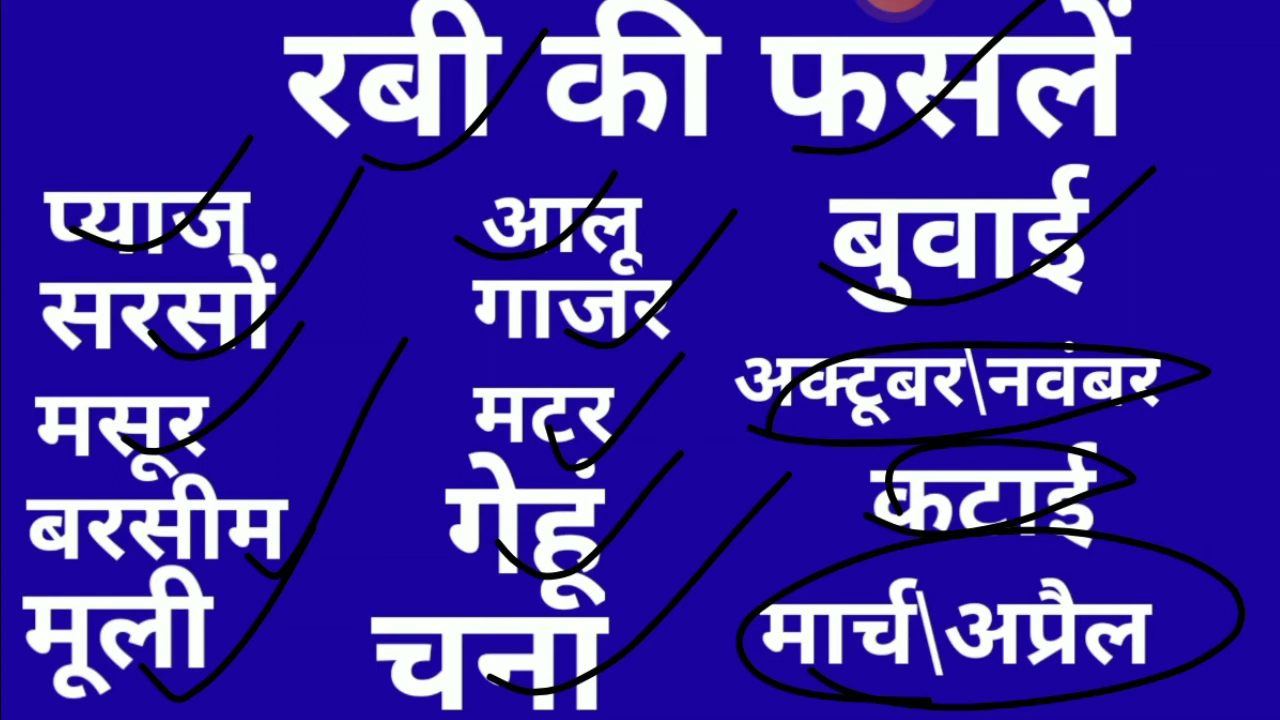 रबी की फसलें
प्याज
सरसों
मसूर
बरसीम
मूली
आलू
गाजर
मटर
गेहूं
चना
बुवाई
अक्टूबर\नवंबर
कटाई
मार्च\अप्रैल